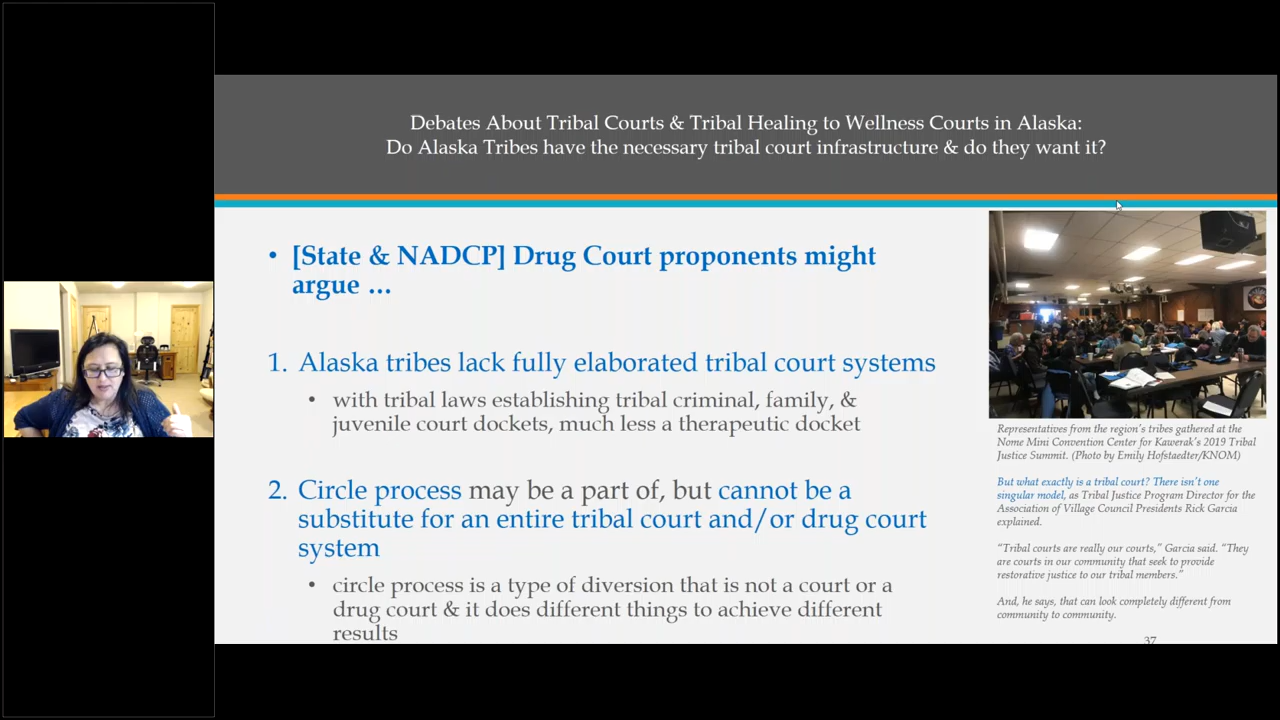 Debates About Tribal Courts & Tribal Healing to Wellness Courts in Alaska:
Do Alaska Tribes have the necessary tribal court infrastructure & do they want it?
• [State & NADCP] Drug Court proponents might
argue …
1. Alaska tribes lack fully elaborated tribal court systems
• with tribal laws establishing tribal criminal, family, &
juvenile court dockets, much less a therapeutic docket
2. Circle process may be a part of, but cannot be a
substitute for an entire tribal court and/or drug court
system
• circle process is a type of diversion that is not a court or a
drug court & it does different things to achieve different
results
Representatives from the region's tribes gathered at the
Nome Mini Convention Center for Kawerak's 2019 Tribal
Justice Summit. (Photo by Emily Hofstaedter/KNOM)
But what exactly is a tribal court? There isn't one
singular model, as Tribal Justice Program Director for the
Association of Village Council Presidents Rick Garcia
explained.
"Tribal courts are really our courts," Garcia said. "They
are courts in our community that seek to provide
restorative justice to our tribal members."
And, he says, that can look completely different from
community to community.
37